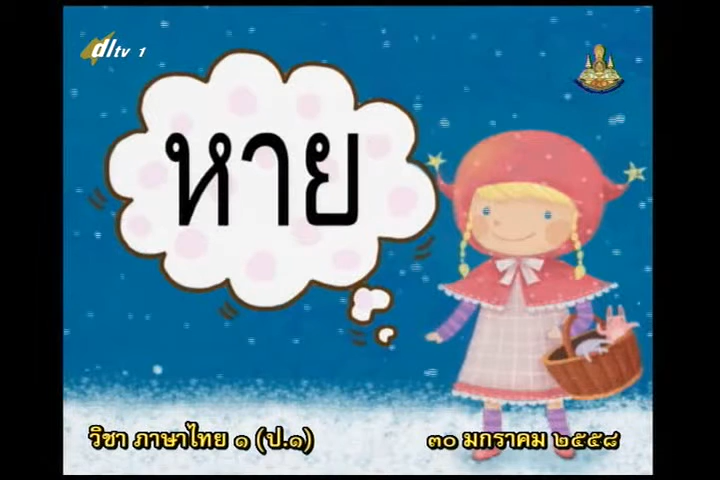 dltv 1
หาย
วิชา ภาษาไทย ๑ (ป.๑)
๓๐ มกราคม ๒๕๕๘